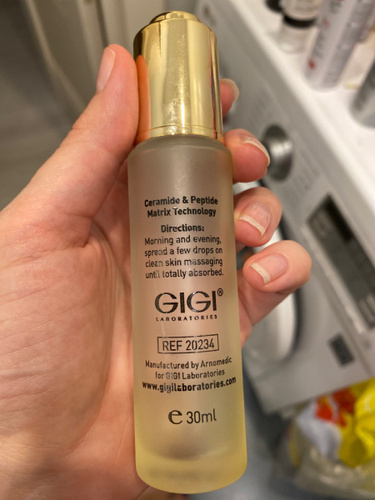 Ceramide & Peptide
Matrix Technology
Directions:
Morning and evening,
spread a few drops on
clean skin massaging
until totally absorbed.
GIGI®
LABORATORIES
REF 20234
Manufactured by Arnomedic
for GIGI Laboratories
www.gigilaboratories.com
e 30ml